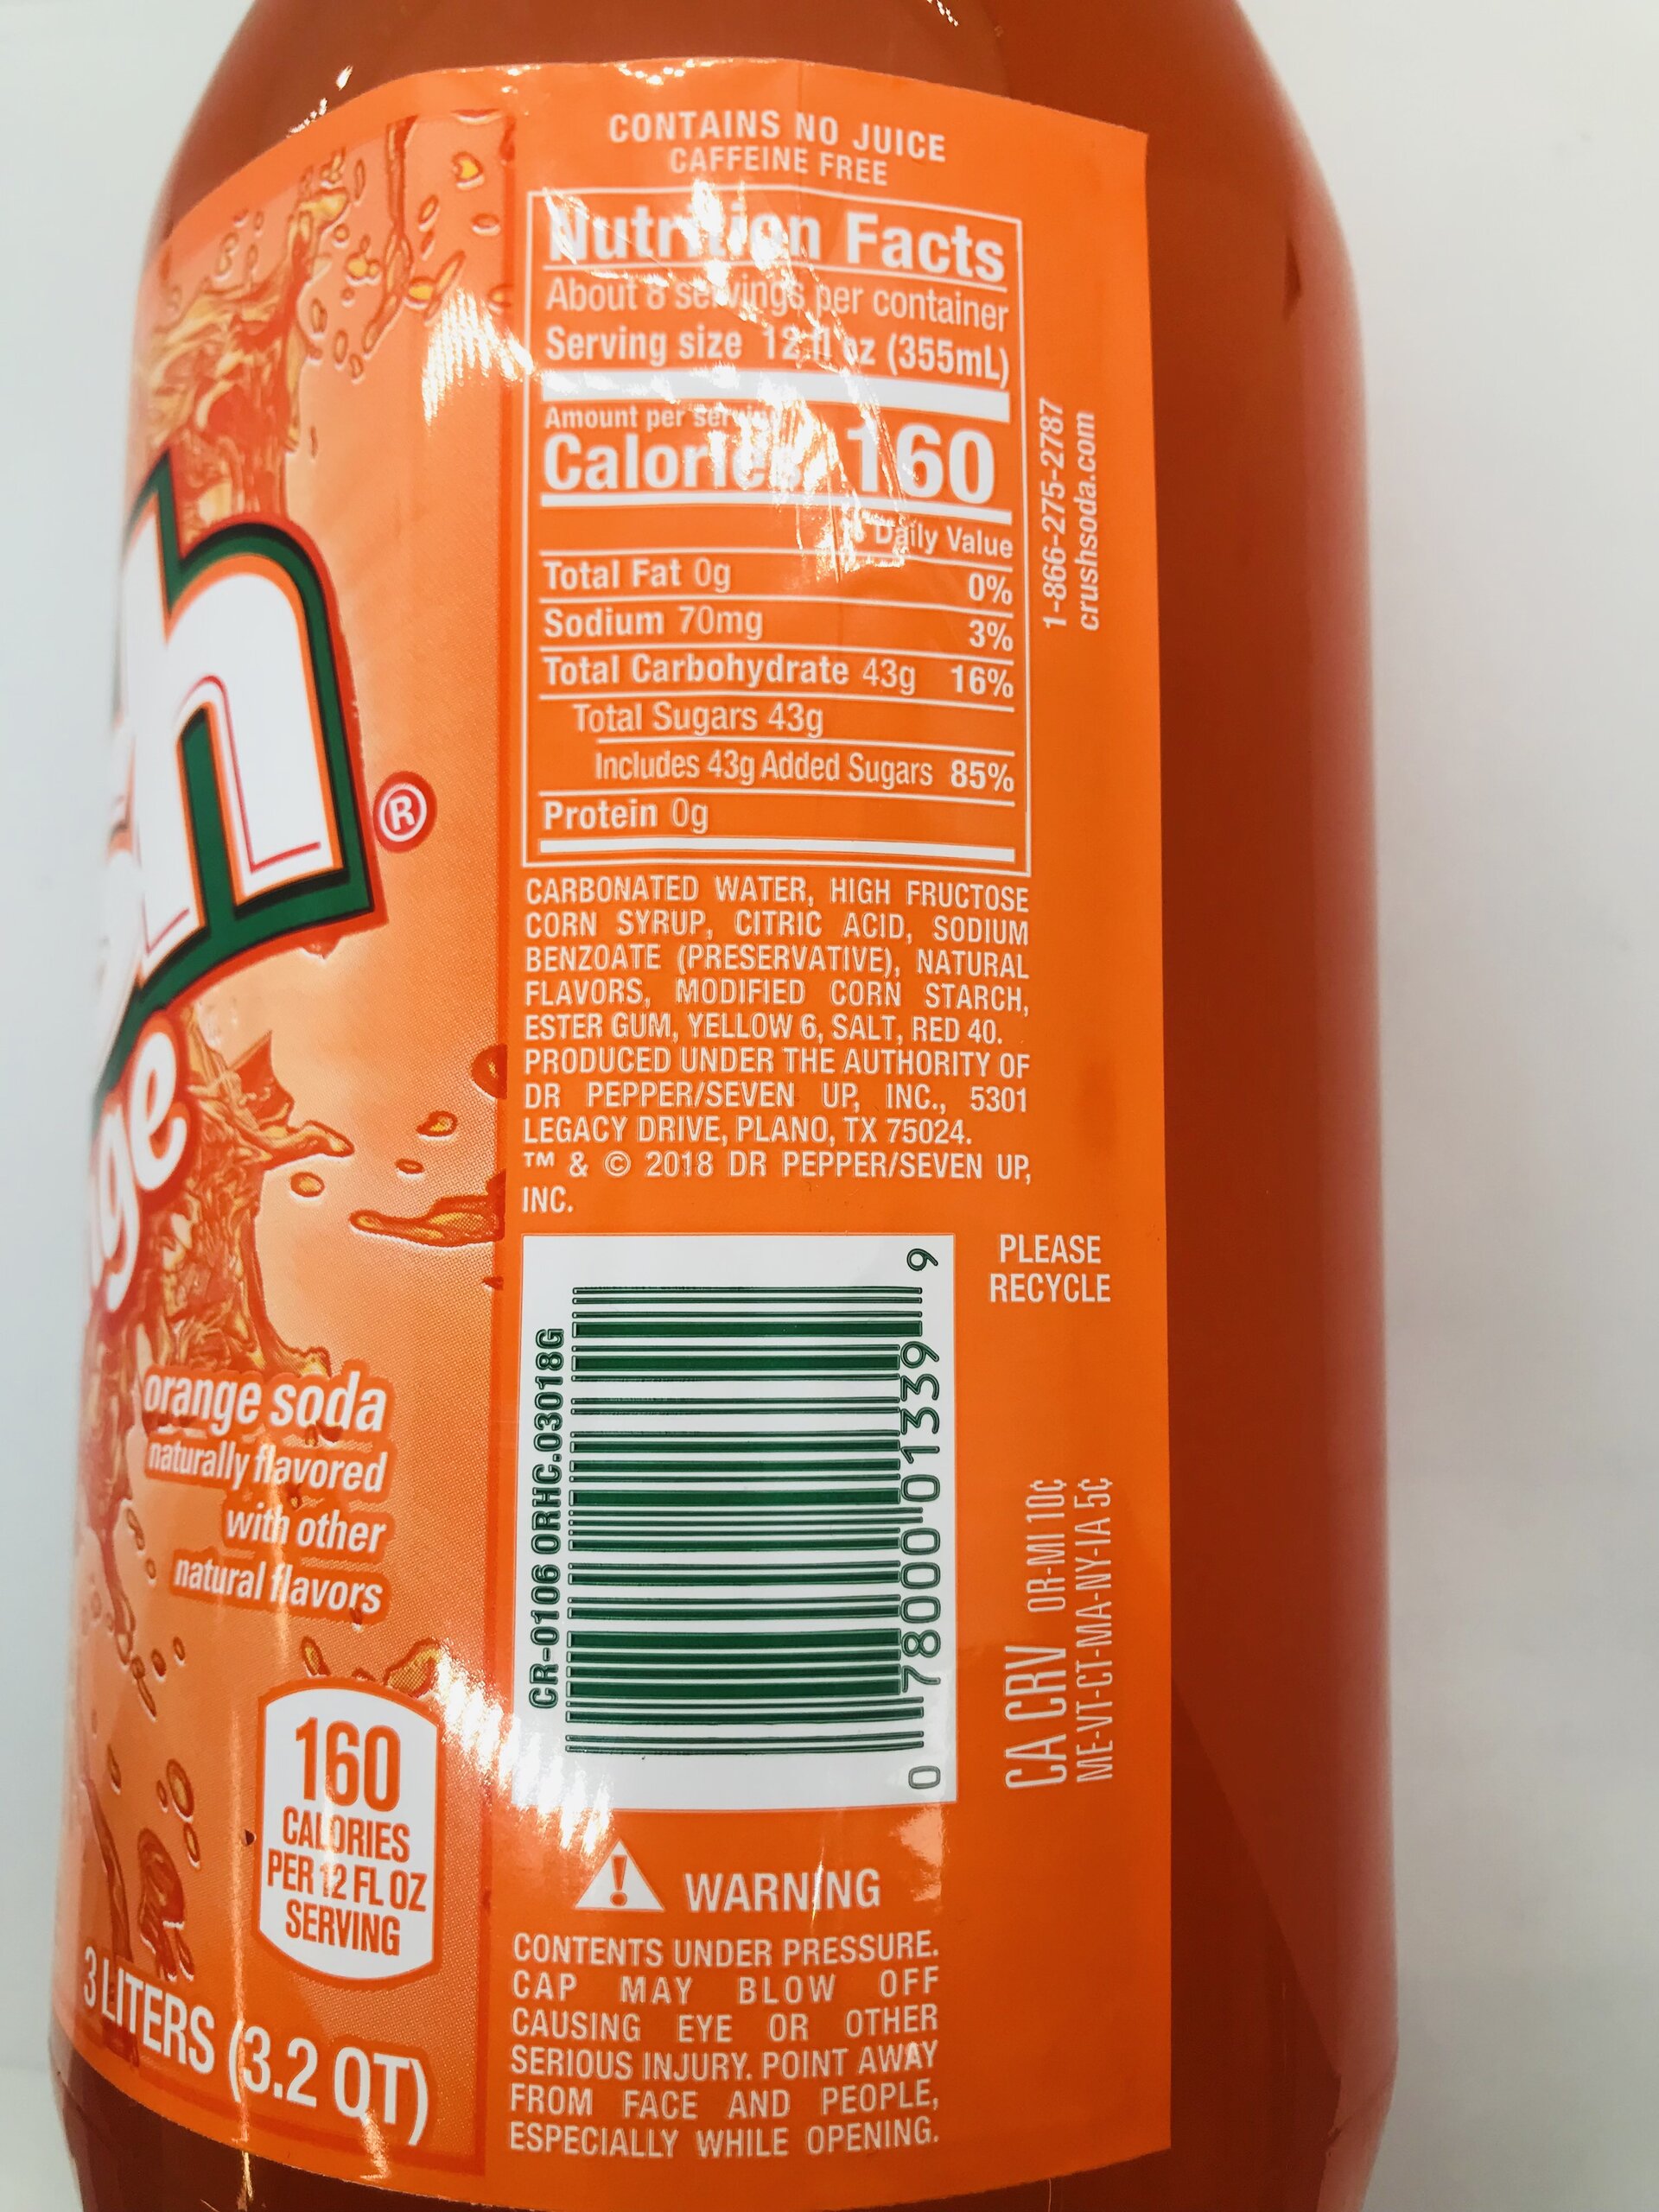 h®
ge
orange soda
naturally flavored
with other
natural flavors
160
CALORIES
PER 12 FL OZ
SERVING
3 LITERS (3.2 QT)
CONTAINS NO JUICE
CAFFEINE FREE
Nutrition Facts
About 8 servings per container
Serving size 12 fl oz (355mL)
Amount per serving
Calories 160
% Daily Value
Total Fat 0g 0%
Sodium 70mg 3%
Total Carbohydrate 43g 16%
Total Sugars 43g
Includes 43g Added Sugars 85%
Protein 0g
1-866-275-2787
crushsoda.com
CARBONATED WATER, HIGH FRUCTOSE
CORN SYRUP, CITRIC ACID, SODIUM
BENZOATE (PRESERVATIVE), NATURAL
FLAVORS, MODIFIED CORN STARCH,
ESTER GUM, YELLOW 6, SALT, RED 40.
PRODUCED UNDER THE AUTHORITY OF
DR PEPPER/SEVEN UP, INC., 5301
LEGACY DRIVE, PLANO, TX 75024.
™ & © 2018 DR PEPPER/SEVEN UP,
INC.
CR-0106 ORHC.03018G
0 78000 01339 9
PLEASE
RECYCLE
CA CRV OR-MI 10¢
ME-VT-CT-MA-NY-IA 5¢
WARNING
CONTENTS UNDER PRESSURE.
CAP MAY BLOW OFF
CAUSING EYE OR OTHER
SERIOUS INJURY. POINT AWAY
FROM FACE AND PEOPLE,
ESPECIALLY WHILE OPENING.